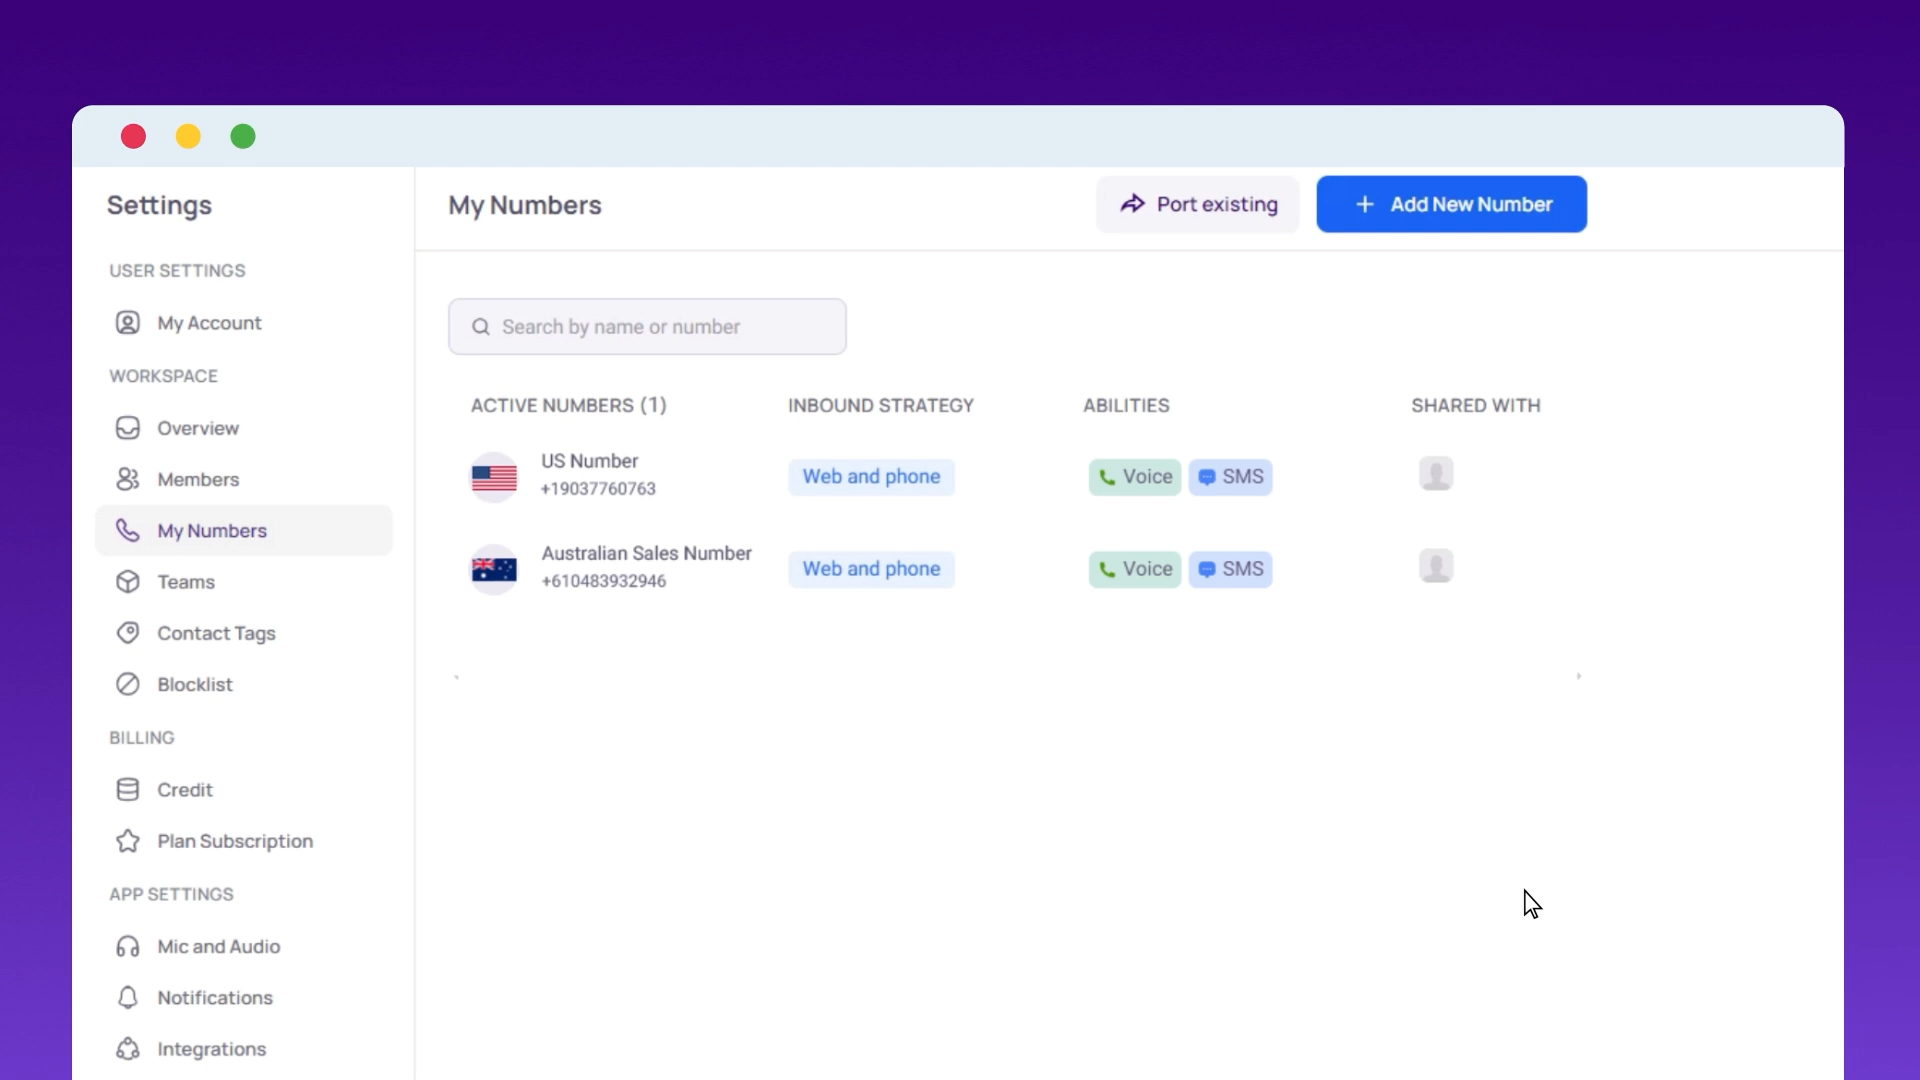 Settings
USER SETTINGS
My Account
WORKSPACE
Overview
Members
My Numbers
Teams
Contact Tags
Blocklist
BILLING
Credit
Plan Subscription
APP SETTINGS
Mic and Audio
Notifications
Integrations
My Numbers
Port existing
Add New Number
Search by name or number
ACTIVE NUMBERS (1) INBOUND STRATEGY ABILITIES SHARED WITH
US Number
+19037760763
Web and phone
Voice SMS
Australian Sales Number
+610483932946
Web and phone
Voice SMS